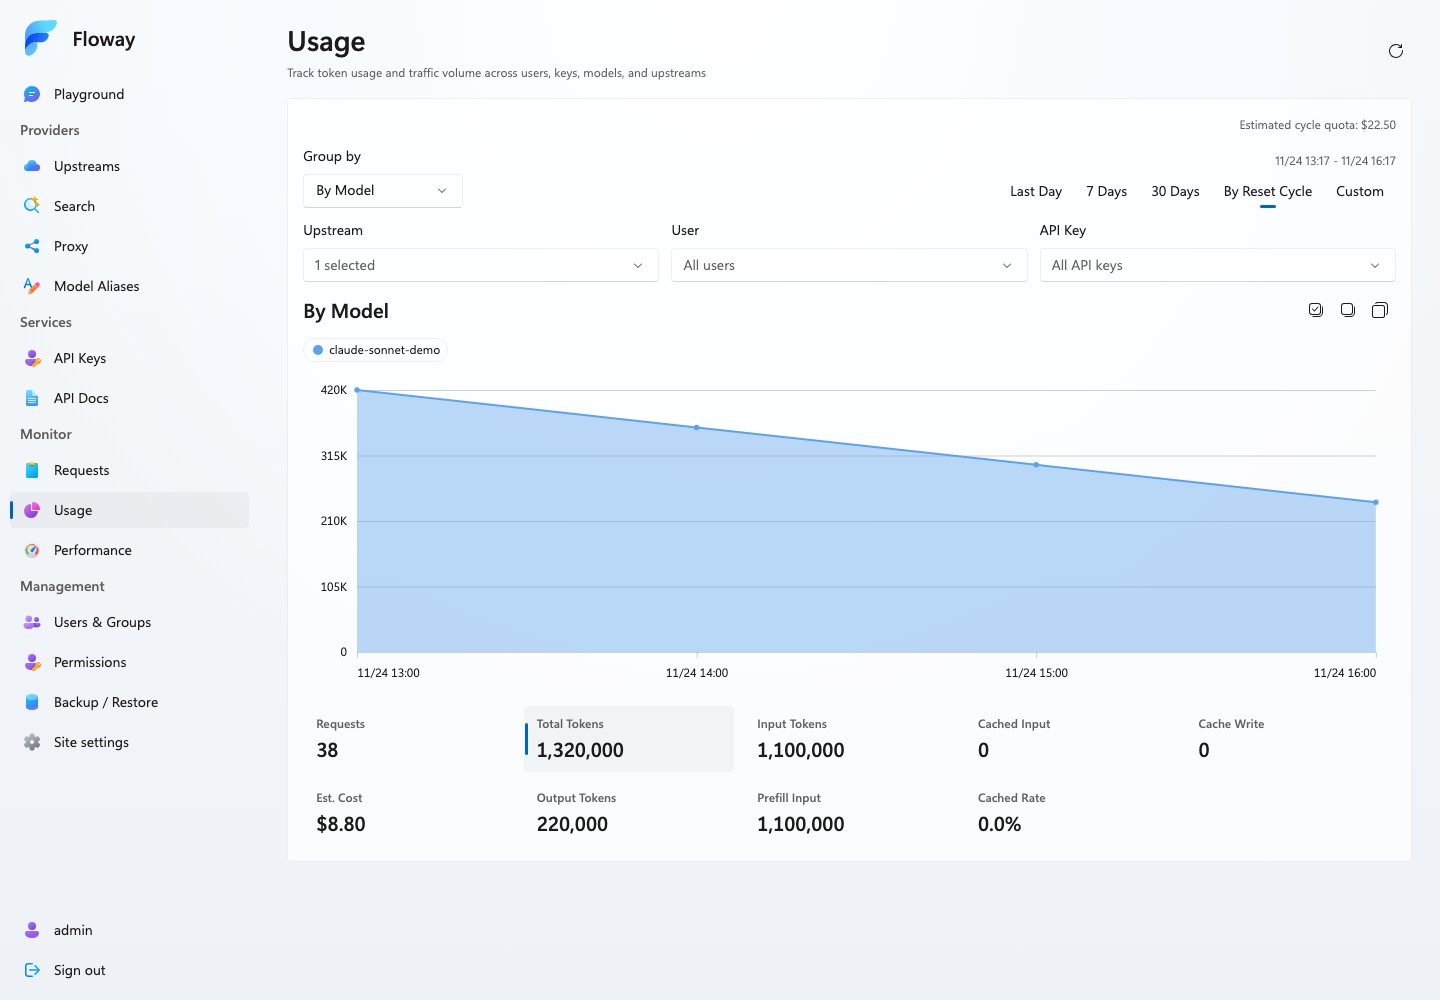 Floway
Playground
Providers
Upstreams
Search
Proxy
Model Aliases
Services
API Keys
API Docs
Monitor
Requests
Usage
Performance
Management
Users & Groups
Permissions
Backup / Restore
Site settings
admin
Sign out
Usage
Track token usage and traffic volume across users, keys, models, and upstreams
Estimated cycle quota: $22.50
Group by
11/24 13:17 - 11/24 16:17
By Model
Last Day 7 Days 30 Days By Reset Cycle Custom
Upstream User API Key
1 selected All users All API keys
By Model
claude-sonnet-demo
420K
315K
210K
105K
0
11/24 13:00 11/24 14:00 11/24 15:00 11/24 16:00
Requests Total Tokens Input Tokens Cached Input Cache Write
38 1,320,000 1,100,000 0 0
Est. Cost Output Tokens Prefill Input Cached Rate
$8.80 220,000 1,100,000 0.0%